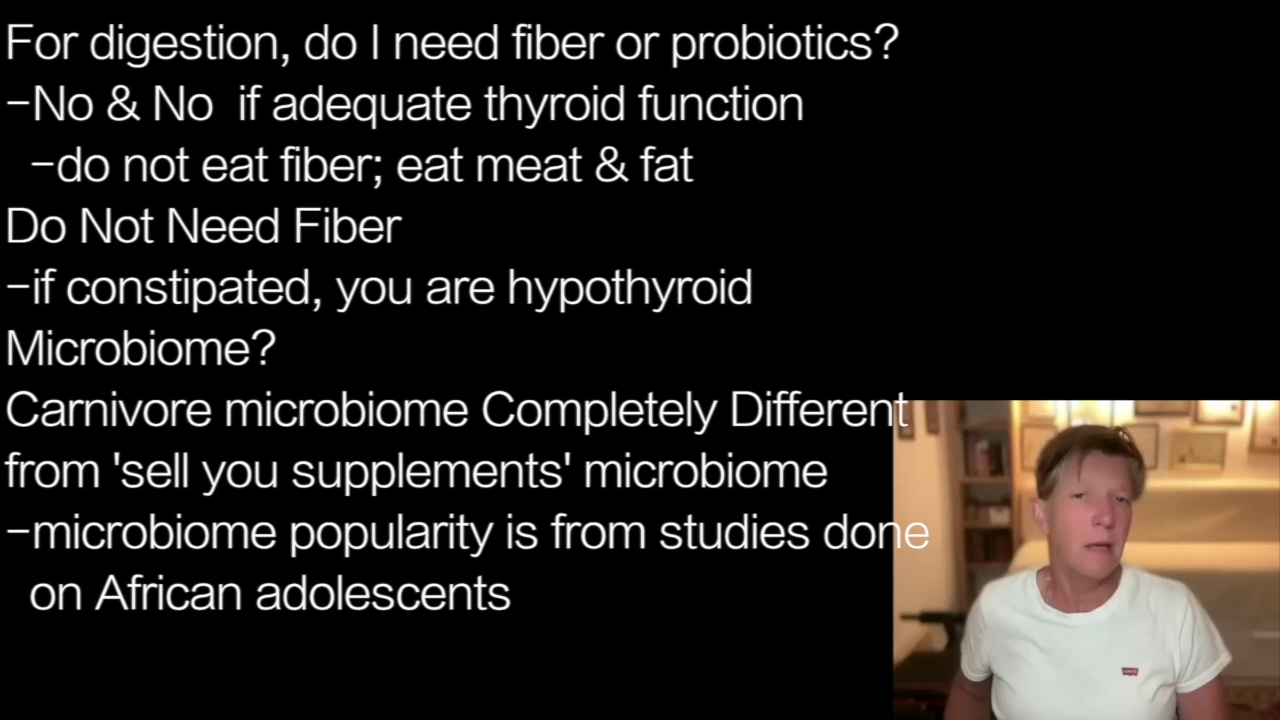 For digestion, do I need fiber or probiotics?
-No & No if adequate thyroid function
-do not eat fiber; eat meat & fat
Do Not Need Fiber
-if constipated, you are hypothyroid
Microbiome?
Carnivore microbiome Completely Different
from 'sell you supplements' microbiome
-microbiome popularity is from studies done
on African adolescents